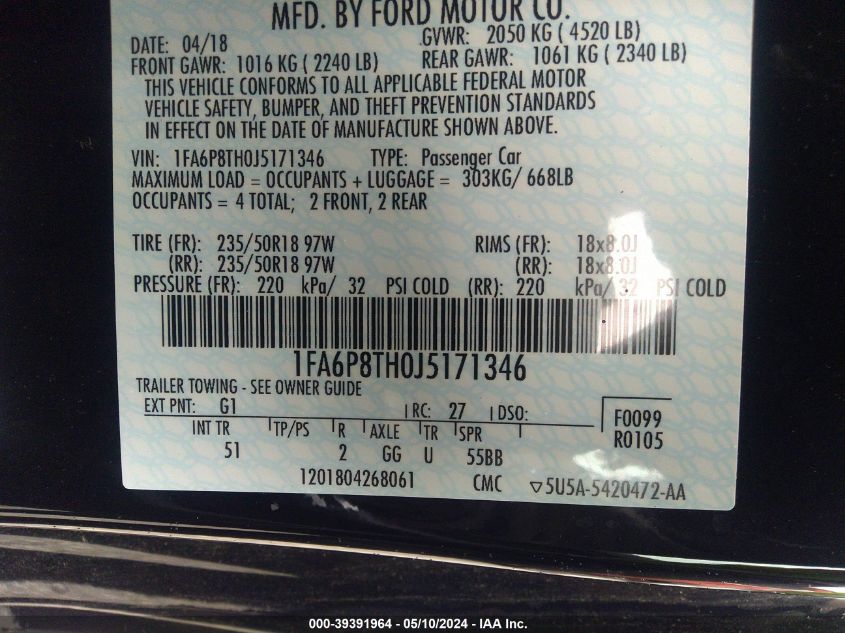 MFD. BY FORD MOTOR CO.
DATE: 04/18 GVWR: 2050 KG ( 4520 LB)
FRONT GAWR: 1016 KG ( 2240 LB) REAR GAWR: 1061 KG ( 2340 LB)
THIS VEHICLE CONFORMS TO ALL APPLICABLE FEDERAL MOTOR
VEHICLE SAFETY, BUMPER, AND THEFT PREVENTION STANDARDS
IN EFFECT ON THE DATE OF MANUFACTURE SHOWN ABOVE.
VIN: 1FA6P8TH0J5171346 TYPE: Passenger Car
MAXIMUM LOAD = OCCUPANTS + LUGGAGE = 303KG/ 668LB
OCCUPANTS = 4 TOTAL; 2 FRONT, 2 REAR
TIRE (FR): 235/50R18 97W RIMS (FR): 18x8.0J
(RR): 235/50R18 97W (RR): 18x8.0J
PRESSURE (FR): 220 kPa/ 32 PSI COLD (RR): 220 kPa/ 32 PSI COLD
1FA6P8TH0J5171346
TRAILER TOWING - SEE OWNER GUIDE
EXT PNT: G1 RC: 27 DSO: F0099
R0105
INT TR TP/PS R AXLE TR SPR
51 2 GG U 55BB
1201804268061 CMC ▽5U5A-5420472-AA
000-39391964 - 05/10/2024 - IAA Inc.